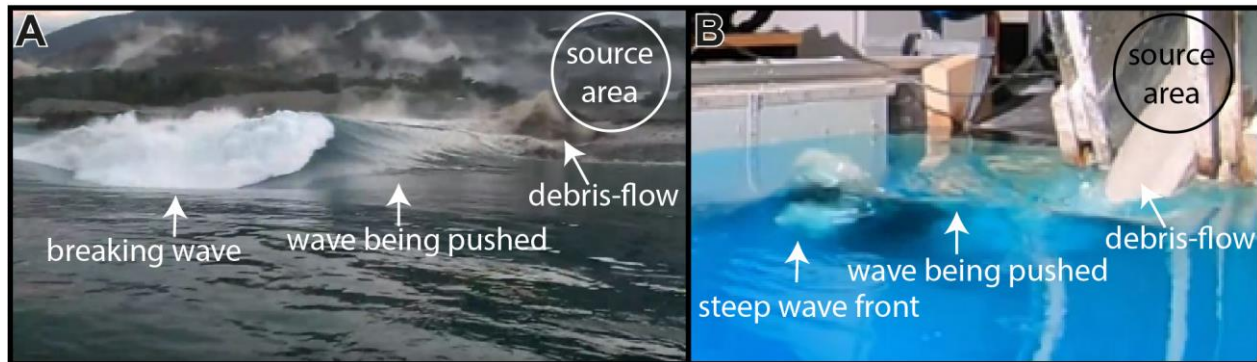 A
source
area
debris-flow
breaking wave
wave being pushed
B
source
area
debris-flow
wave being pushed
steep wave front